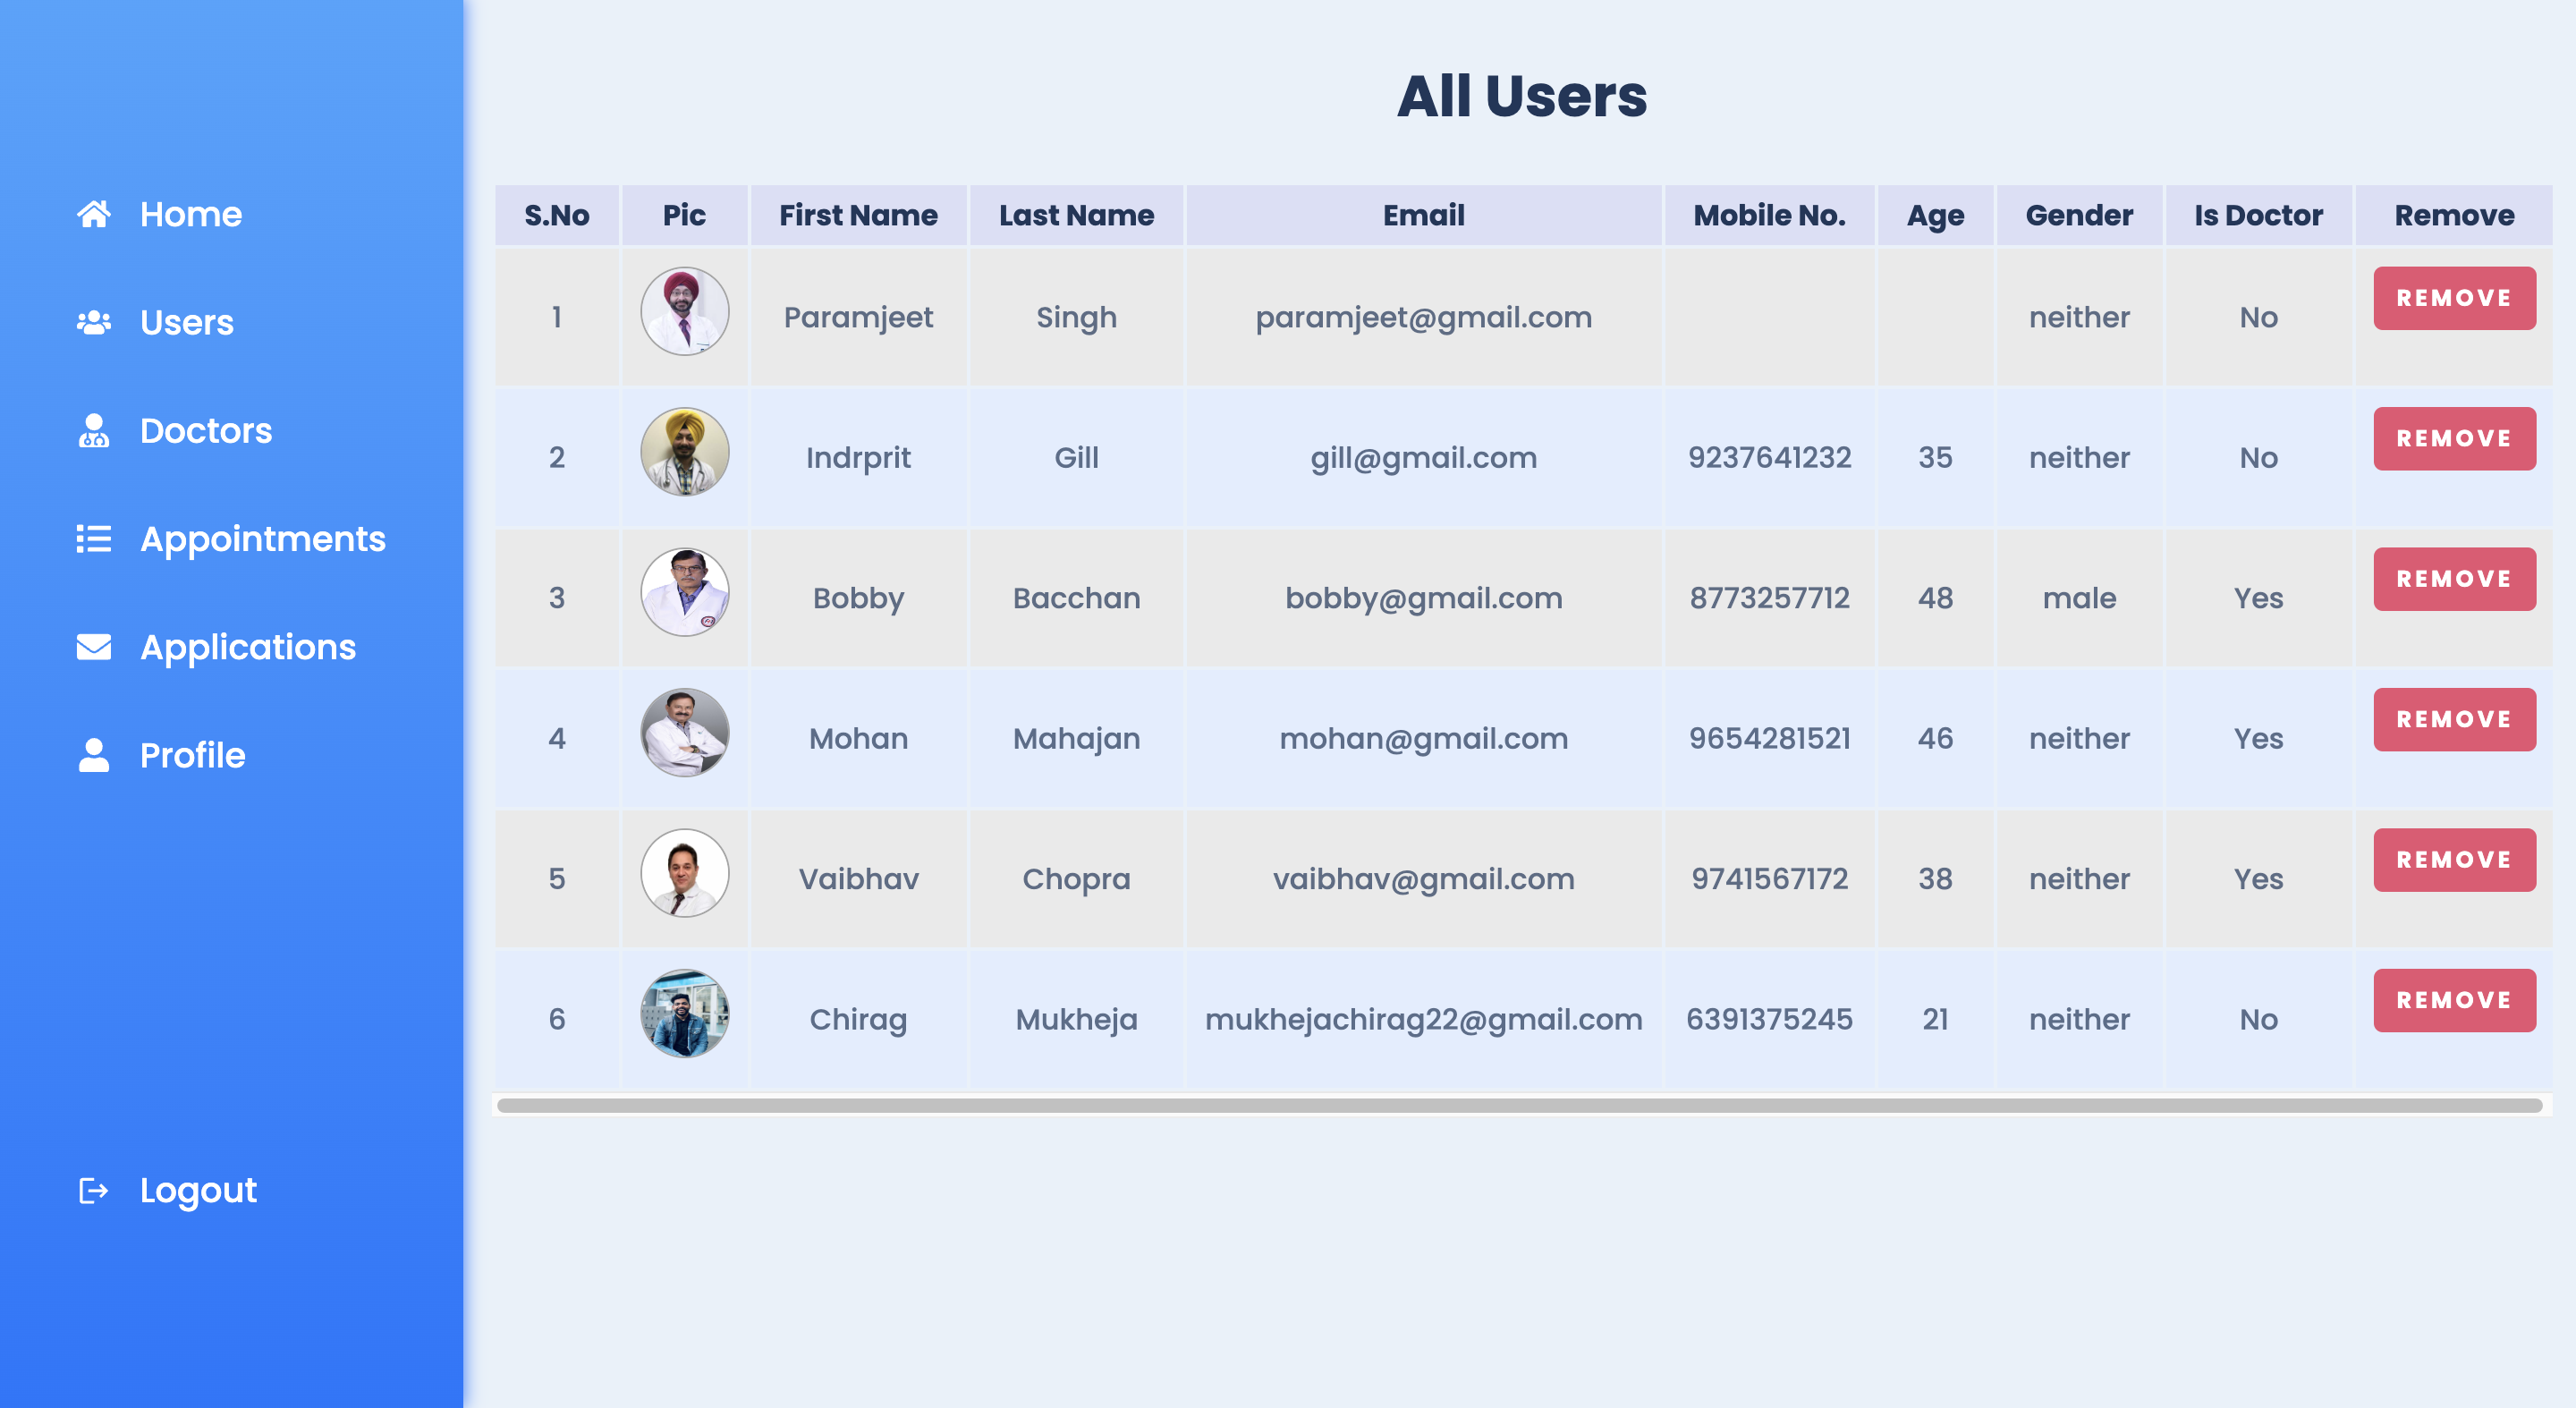 Home
Users
Doctors
Appointments
Applications
Profile
Logout
All Users
S.No Pic First Name Last Name Email Mobile No. Age Gender Is Doctor Remove
1 Paramjeet Singh paramjeet@gmail.com neither No REMOVE
2 Indrprit Gill gill@gmail.com 9237641232 35 neither No REMOVE
3 Bobby Bacchan bobby@gmail.com 8773257712 48 male Yes REMOVE
4 Mohan Mahajan mohan@gmail.com 9654281521 46 neither Yes REMOVE
5 Vaibhav Chopra vaibhav@gmail.com 9741567172 38 neither Yes REMOVE
6 Chirag Mukheja mukhejachirag22@gmail.com 6391375245 21 neither No REMOVE